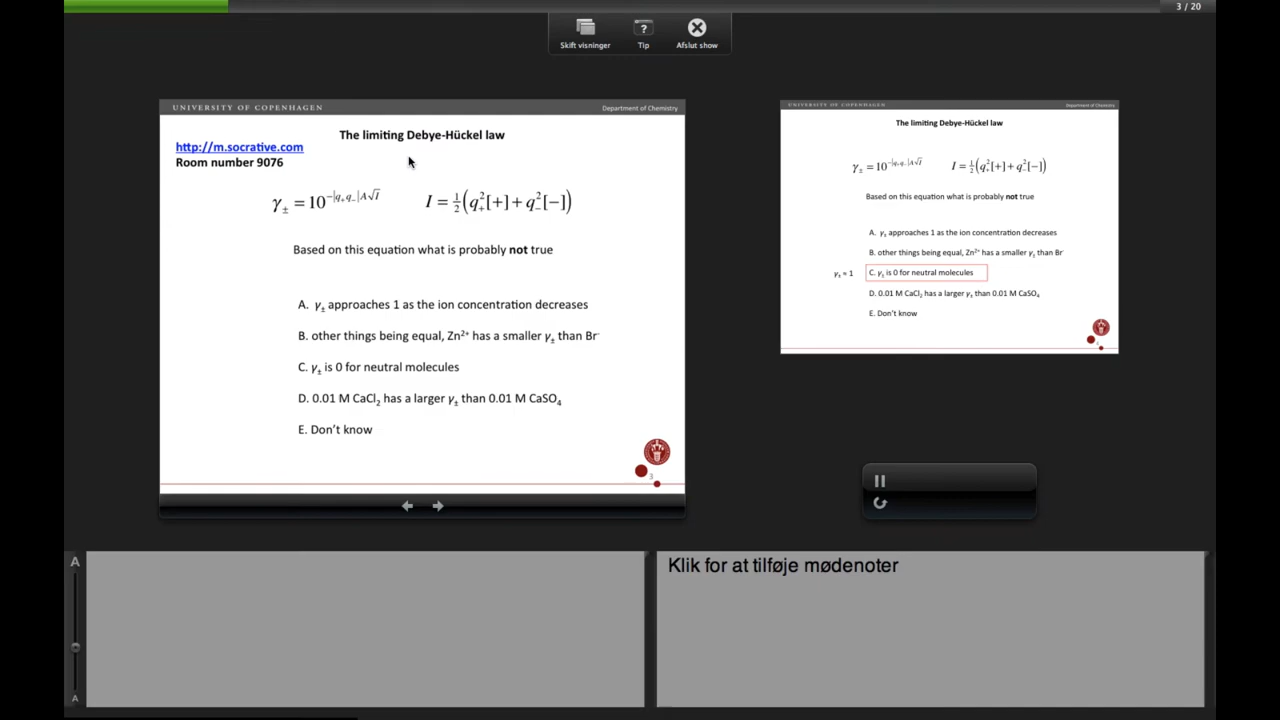 3 / 20
Skift visninger
Tip
Afslut show
UNIVERSITY OF COPENHAGEN
Department of Chemistry
The limiting Debye-Hückel law
http://m.socrative.com
Room number 9076
γ± = 10^(-|q₊q₋|A√I) I = ½(q₊²[+] + q₋²[−])
Based on this equation what is probably not true
A. γ± approaches 1 as the ion concentration decreases
B. other things being equal, Zn²⁺ has a smaller γ± than Br⁻
C. γ± is 0 for neutral molecules
D. 0.01 M CaCl₂ has a larger γ± than 0.01 M CaSO₄
E. Don't know
3
UNIVERSITY OF COPENHAGEN
Department of Chemistry
The limiting Debye-Hückel law
γ± = 10^(-|q₊q₋|A√I) I = ½(q₊²[+] + q₋²[−])
Based on this equation what is probably not true
A. γ± approaches 1 as the ion concentration decreases
B. other things being equal, Zn²⁺ has a smaller γ± than Br⁻
γ± = 1 C. γ± is 0 for neutral molecules
D. 0.01 M CaCl₂ has a larger γ± than 0.01 M CaSO₄
E. Don't know
A
A
Klik for at tilføje mødenoter